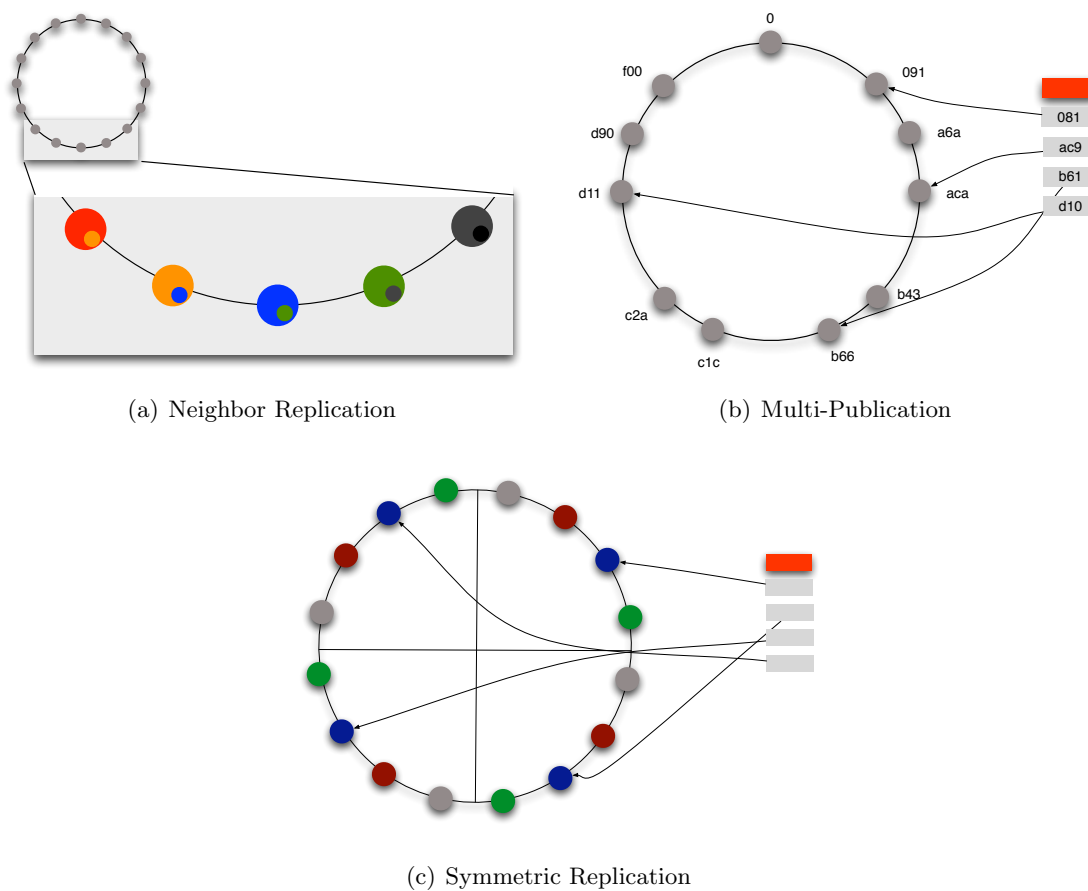 0
f00
091
081
d90
a6a
ac9
b61
d11
aca
d10
b43
c2a
b66
c1c
(a) Neighbor Replication
(b) Multi-Publication
(c) Symmetric Replication